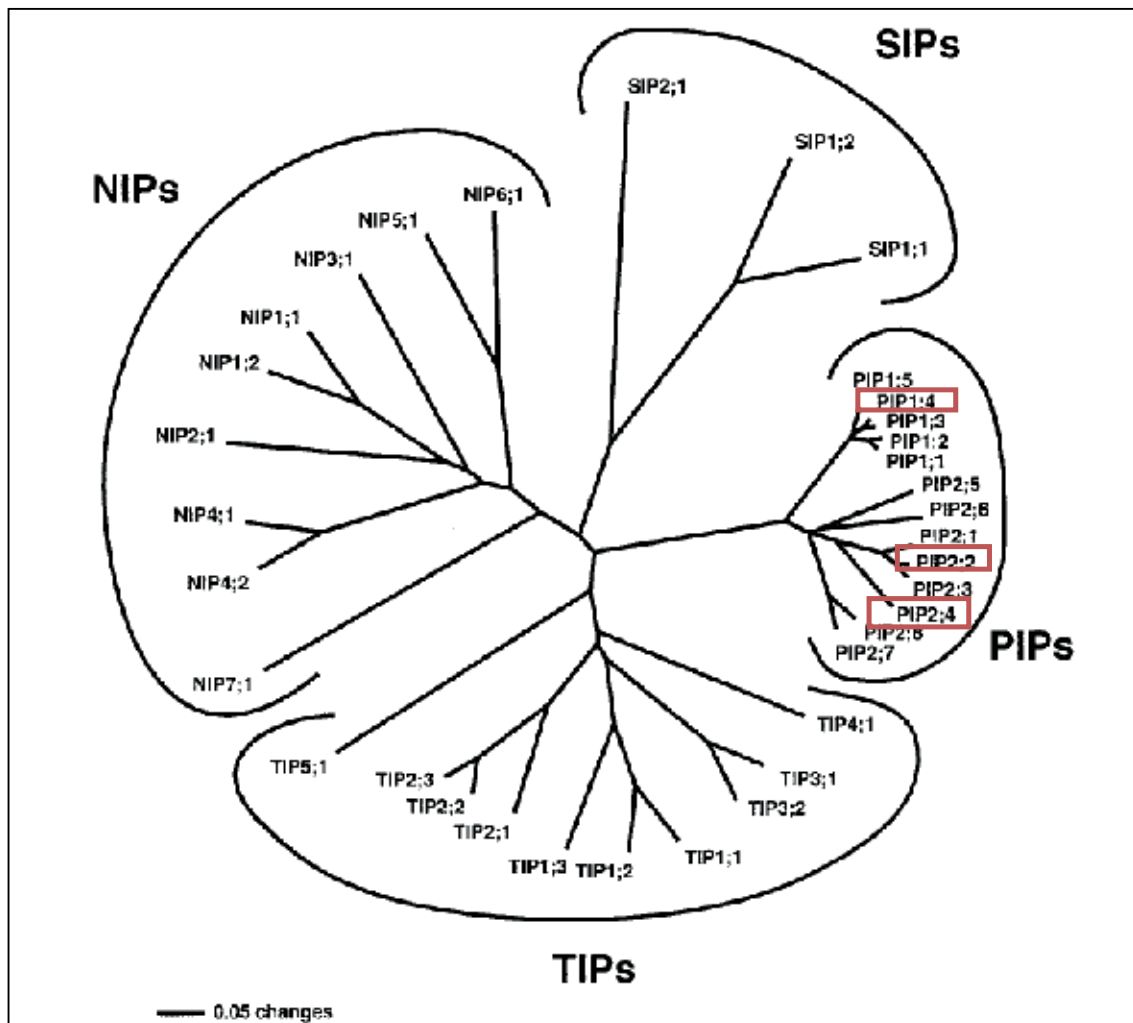 SIPs
SIP2;1
SIP1;2
SIP1;1
NIPs
NIP6;1
NIP5;1
NIP3;1
NIP1;1
NIP1;2
NIP2;1
NIP4;1
NIP4;2
NIP7;1
PIP1;5
PIP1;4
PIP1;3
PIP1;2
PIP1;1
PIP2;5
PIP2;6
PIP2;1
PIP2;2
PIP2;3
PIP2;4
PIP2;8
PIP2;7
PIPs
TIP4;1
TIP3;1
TIP3;2
TIP1;1
TIP1;2
TIP1;3
TIP2;1
TIP2;2
TIP2;3
TIP5;1
TIPs
0.05 changes